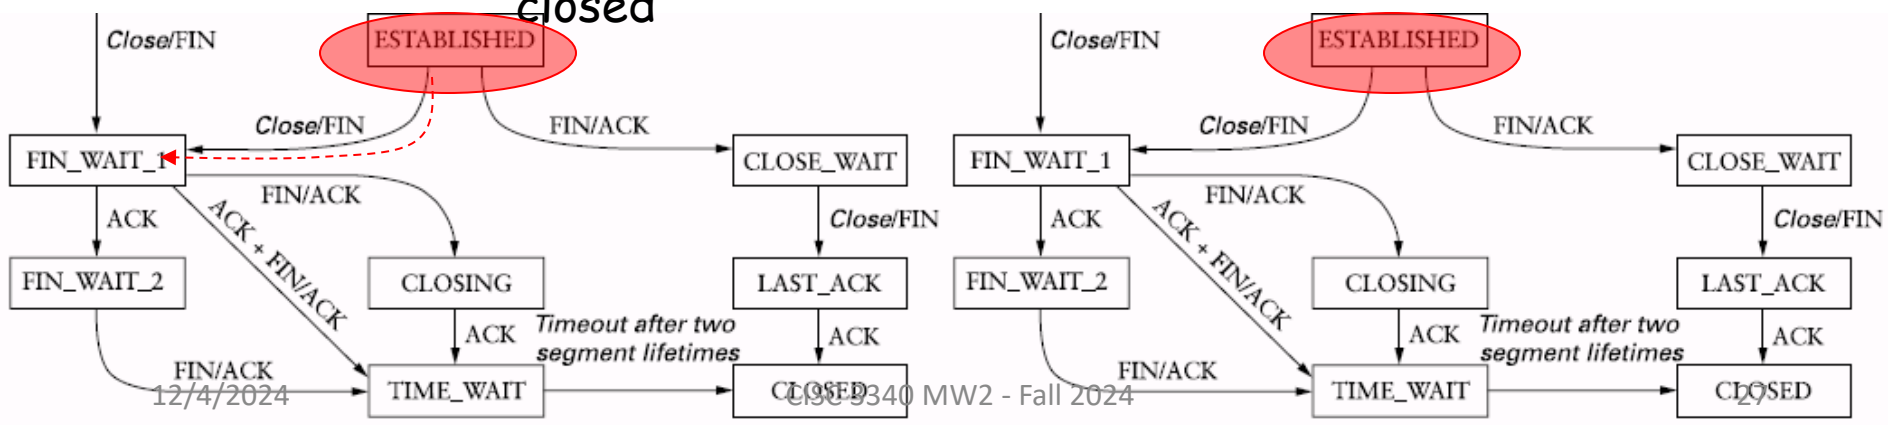 closed
Close/FIN
ESTABLISHED
Close/FIN
FIN/ACK
FIN_WAIT_1
CLOSE_WAIT
FIN/ACK
ACK
ACK + FIN/ACK
Close/FIN
FIN_WAIT_2
CLOSING
LAST_ACK
ACK
Timeout after two
segment lifetimes
ACK
FIN/ACK
TIME_WAIT
CLOSED
Close/FIN
ESTABLISHED
Close/FIN
FIN/ACK
FIN_WAIT_1
CLOSE_WAIT
FIN/ACK
ACK
ACK + FIN/ACK
Close/FIN
FIN_WAIT_2
CLOSING
LAST_ACK
ACK
Timeout after two
segment lifetimes
ACK
FIN/ACK
TIME_WAIT
CLOSED
12/4/2024
CISC 3340 MW2 - Fall 2024
27